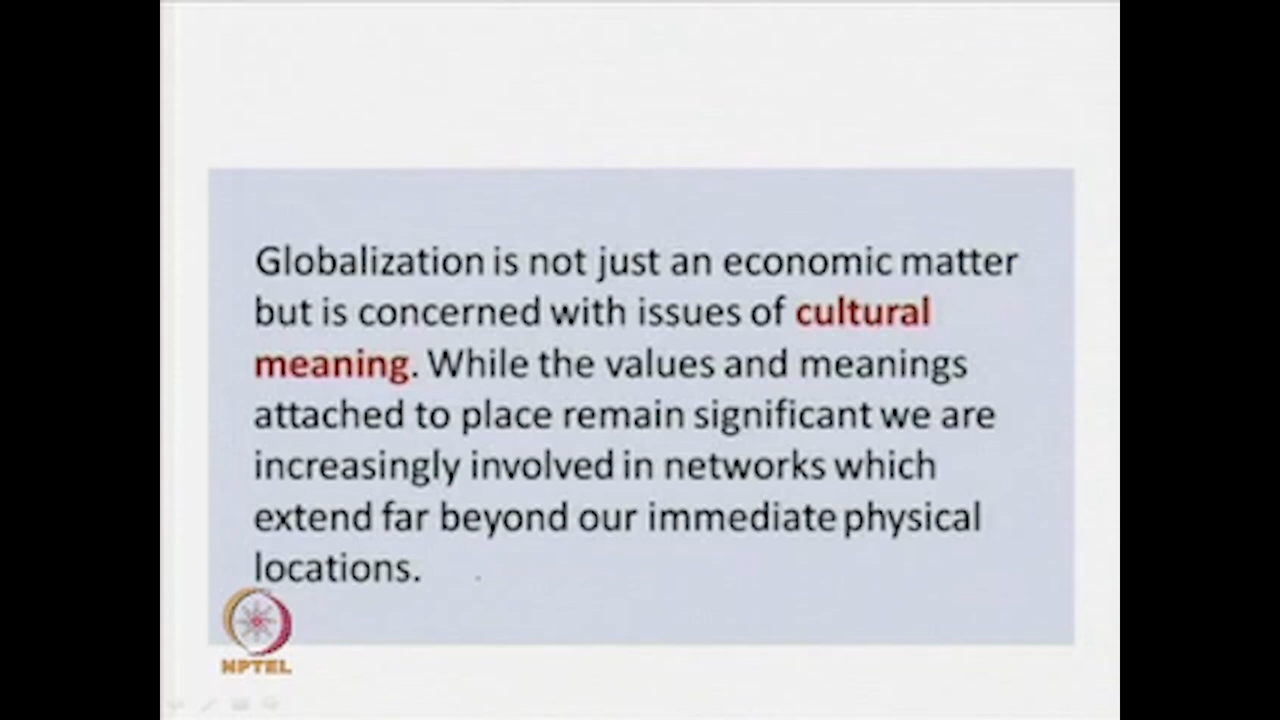 Globalization is not just an economic matter
but is concerned with issues of cultural
meaning. While the values and meanings
attached to place remain significant we are
increasingly involved in networks which
extend far beyond our immediate physical
locations.
NPTEL